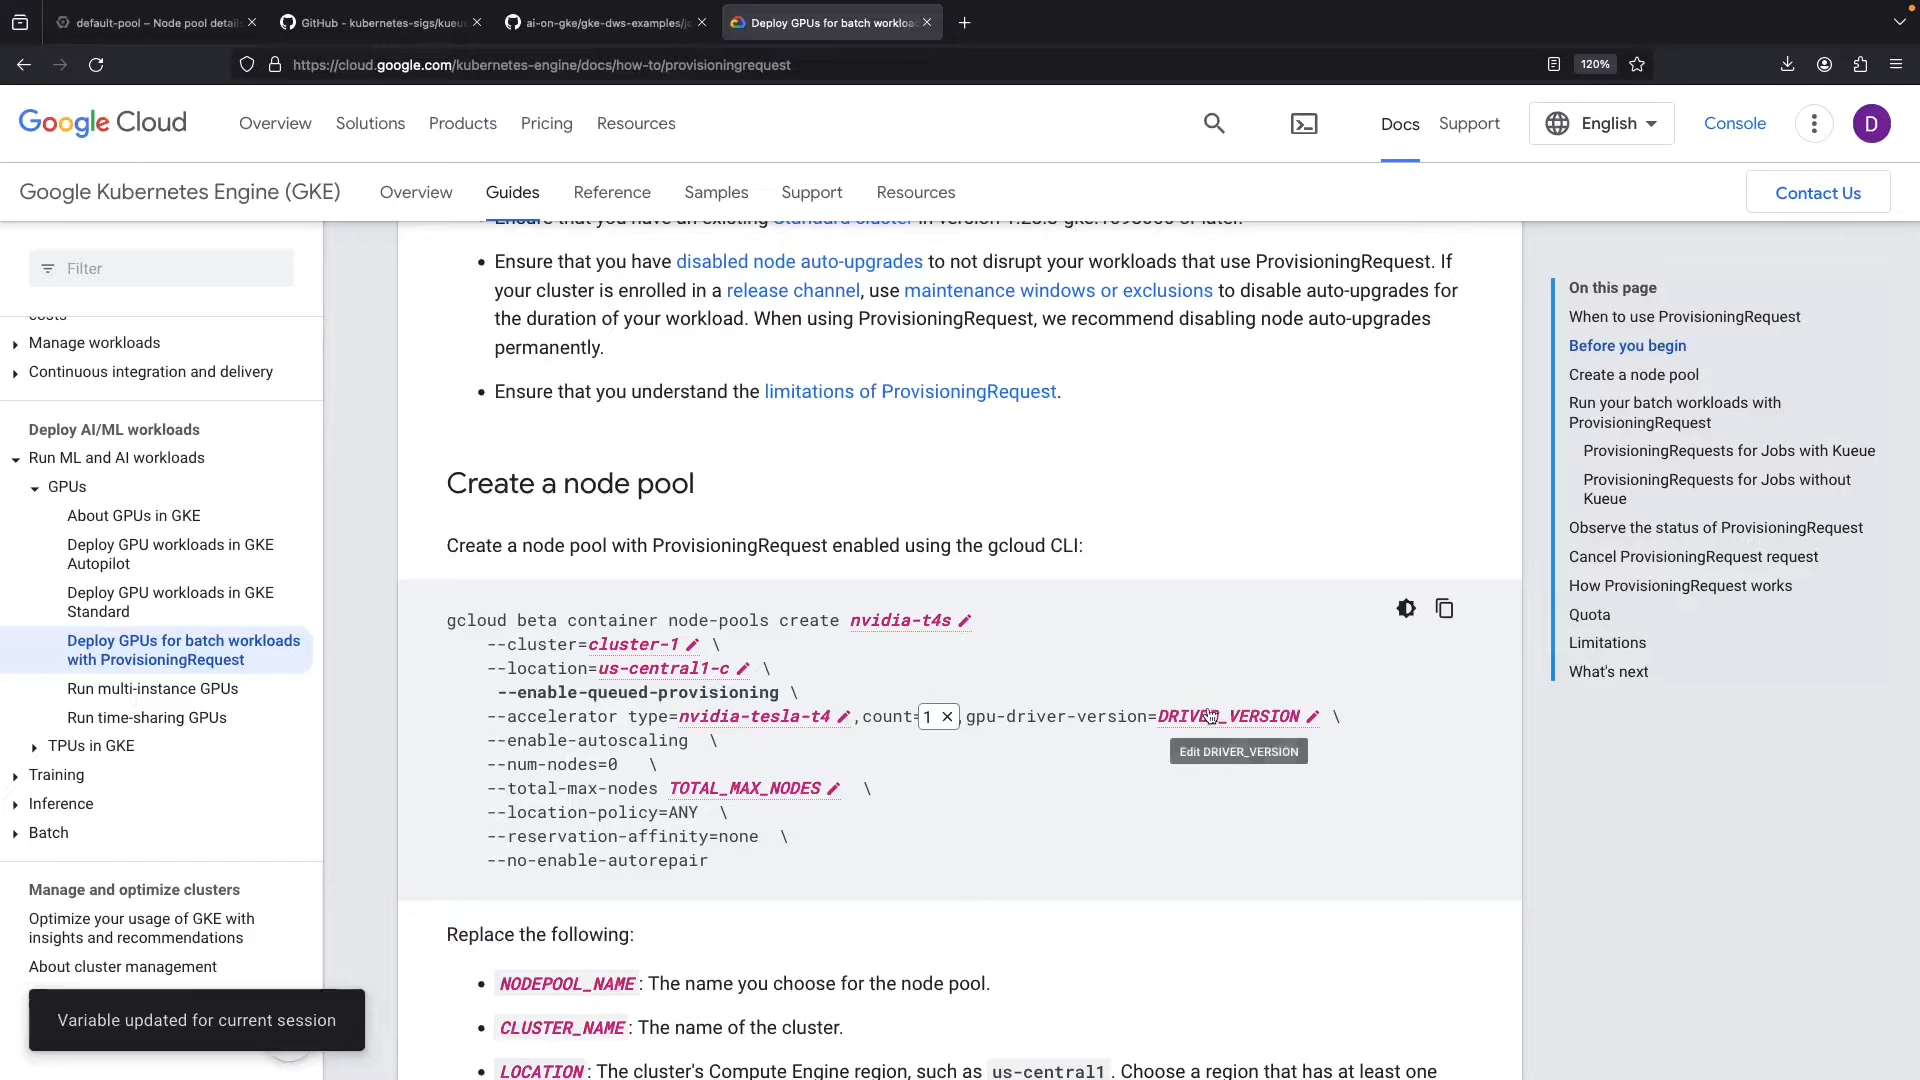 default-pool – Node pool detail
GitHub - kubernetes-sigs/kueu
ai-on-gke/gke-dws-examples/j
Deploy GPUs for batch workloa
https://cloud.google.com/kubernetes-engine/docs/how-to/provisioningrequest
120%
Google Cloud
Overview
Solutions
Products
Pricing
Resources
Docs
Support
English
Console
D
Google Kubernetes Engine (GKE)
Overview
Guides
Reference
Samples
Support
Resources
Contact Us
Filter
costs
Manage workloads
Continuous integration and delivery
Deploy AI/ML workloads
Run ML and AI workloads
GPUs
About GPUs in GKE
Deploy GPU workloads in GKE
Autopilot
Deploy GPU workloads in GKE
Standard
Deploy GPUs for batch workloads
with ProvisioningRequest
Run multi-instance GPUs
Run time-sharing GPUs
TPUs in GKE
Training
Inference
Batch
Manage and optimize clusters
Optimize your usage of GKE with
insights and recommendations
About cluster management
Variable updated for current session
Ensure that you have an existing Standard cluster in version
or later.
Ensure that you have disabled node auto-upgrades to not disrupt your workloads that use ProvisioningRequest. If
your cluster is enrolled in a release channel, use maintenance windows or exclusions to disable auto-upgrades for
the duration of your workload. When using ProvisioningRequest, we recommend disabling node auto-upgrades
permanently.
Ensure that you understand the limitations of ProvisioningRequest.
Create a node pool
Create a node pool with ProvisioningRequest enabled using the gcloud CLI:
gcloud beta container node-pools create nvidia-t4s
--cluster=cluster-1 \
--location=us-central1-c \
--enable-queued-provisioning \
--accelerator type=nvidia-tesla-t4,count=1,gpu-driver-version=DRIVER_VERSION \
--enable-autoscaling \
--num-nodes=0 \
--total-max-nodes TOTAL_MAX_NODES \
--location-policy=ANY \
--reservation-affinity=none \
--no-enable-autorepair
Edit DRIVER_VERSION
Replace the following:
NODEPOOL_NAME: The name you choose for the node pool.
CLUSTER_NAME: The name of the cluster.
LOCATION: The cluster's Compute Engine region, such as us-central1. Choose a region that has at least one
On this page
When to use ProvisioningRequest
Before you begin
Create a node pool
Run your batch workloads with
ProvisioningRequest
ProvisioningRequests for Jobs with Kueue
ProvisioningRequests for Jobs without
Kueue
Observe the status of ProvisioningRequest
Cancel ProvisioningRequest request
How ProvisioningRequest works
Quota
Limitations
What's next